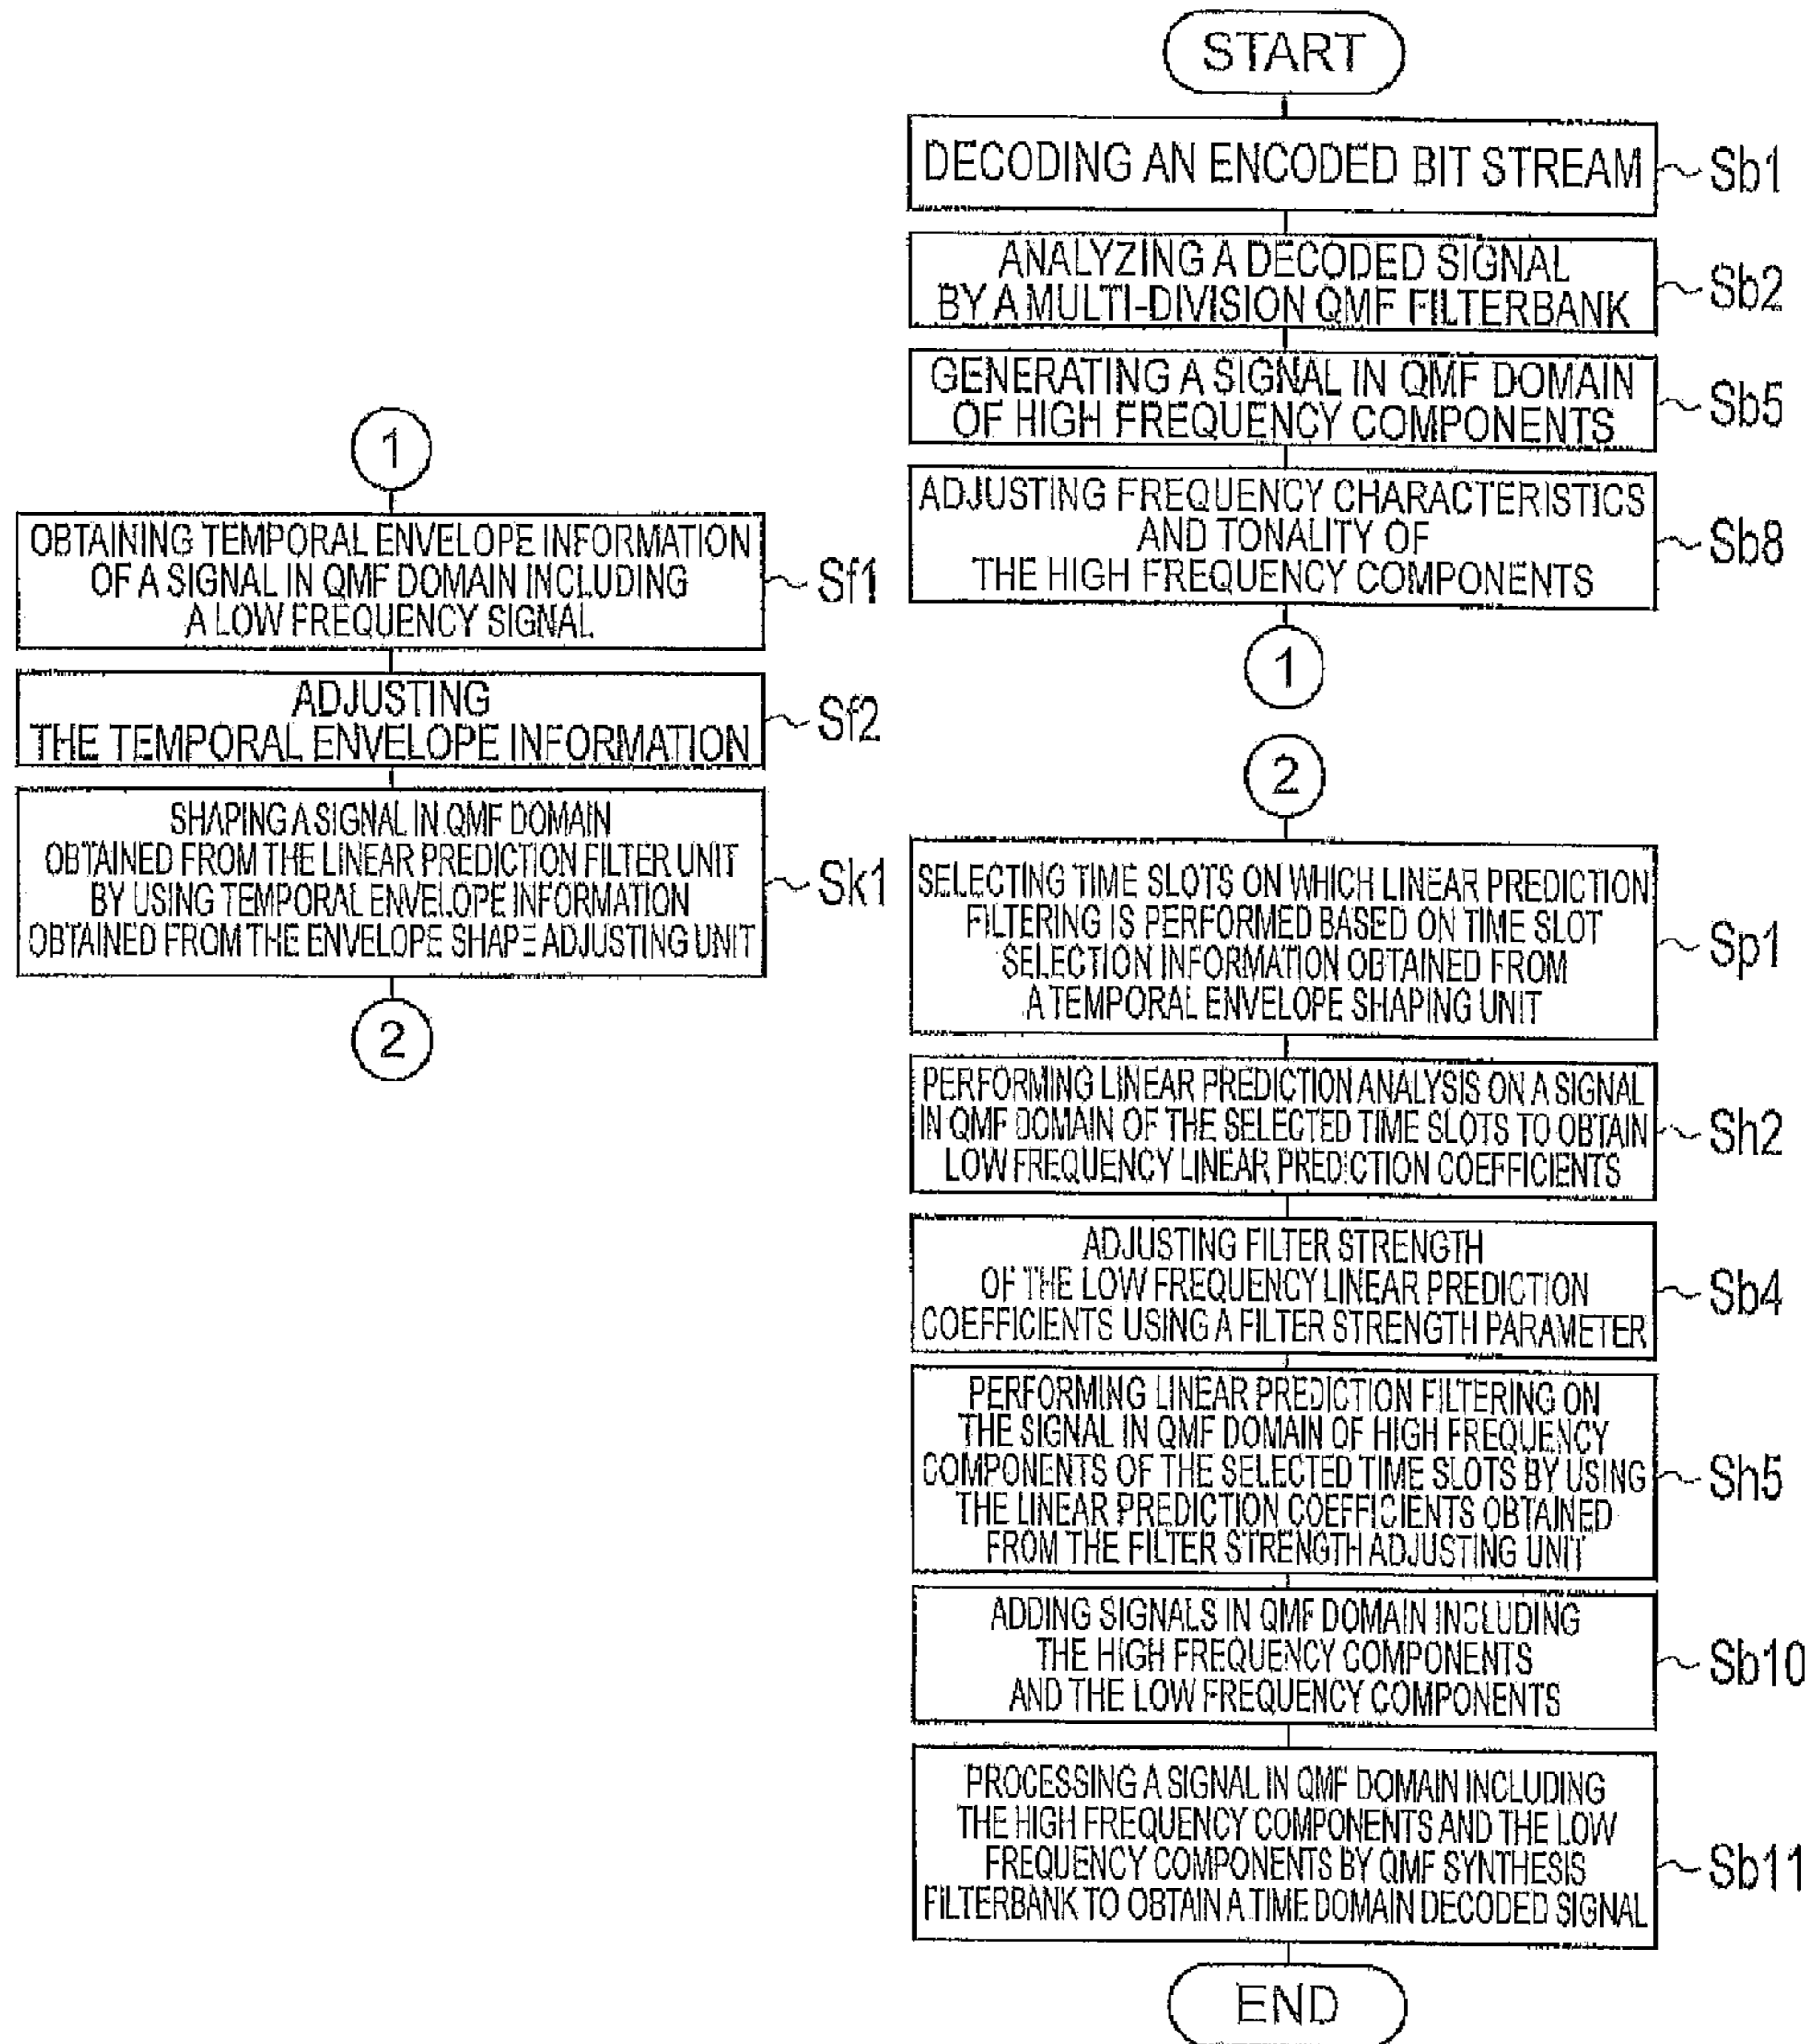 START
DECODING AN ENCODED BIT STREAM
Sb1
ANALYZING A DECODED SIGNAL
BY A MULTI-DIVISION QMF FILTERBANK
Sb2
GENERATING A SIGNAL IN QMF DOMAIN
OF HIGH FREQUENCY COMPONENTS
Sb5
ADJUSTING FREQUENCY CHARACTERISTICS
AND TONALITY OF
THE HIGH FREQUENCY COMPONENTS
Sb8
1
1
OBTAINING TEMPORAL ENVELOPE INFORMATION
OF A SIGNAL IN QMF DOMAIN INCLUDING
A LOW FREQUENCY SIGNAL
Sf1
ADJUSTING
THE TEMPORAL ENVELOPE INFORMATION
Sf2
SHAPING A SIGNAL IN QMF DOMAIN
OBTAINED FROM THE LINEAR PREDICTION FILTER UNIT
BY USING TEMPORAL ENVELOPE INFORMATION
OBTAINED FROM THE ENVELOPE SHAPE ADJUSTING UNIT
Sk1
2
2
SELECTING TIME SLOTS ON WHICH LINEAR PREDICTION
FILTERING IS PERFORMED BASED ON TIME SLOT
SELECTION INFORMATION OBTAINED FROM
A TEMPORAL ENVELOPE SHAPING UNIT
Sp1
PERFORMING LINEAR PREDICTION ANALYSIS ON A SIGNAL
IN QMF DOMAIN OF THE SELECTED TIME SLOTS TO OBTAIN
LOW FREQUENCY LINEAR PREDICTION COEFFICIENTS
Sh2
ADJUSTING FILTER STRENGTH
OF THE LOW FREQUENCY LINEAR PREDICTION
COEFFICIENTS USING A FILTER STRENGTH PARAMETER
Sb4
PERFORMING LINEAR PREDICTION FILTERING ON
THE SIGNAL IN QMF DOMAIN OF HIGH FREQUENCY
COMPONENTS OF THE SELECTED TIME SLOTS BY USING
THE LINEAR PREDICTION COEFFICIENTS OBTAINED
FROM THE FILTER STRENGTH ADJUSTING UNIT
Sh5
ADDING SIGNALS IN QMF DOMAIN INCLUDING
THE HIGH FREQUENCY COMPONENTS
AND THE LOW FREQUENCY COMPONENTS
Sb10
PROCESSING A SIGNAL IN QMF DOMAIN INCLUDING
THE HIGH FREQUENCY COMPONENTS AND THE LOW
FREQUENCY COMPONENTS BY QMF SYNTHESIS
FILTERBANK TO OBTAIN A TIME DOMAIN DECODED SIGNAL
Sb11
END